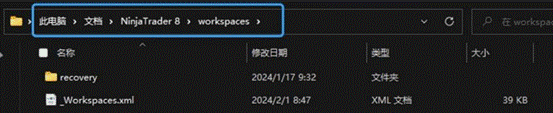 此电脑 › 文档 › NinjaTrader 8 › workspaces ›
在 workspa
名称 修改日期 类型 大小
recovery 2024/1/17 9:32 文件夹
_Workspaces.xml 2024/2/1 8:47 XML 文档 39 KB